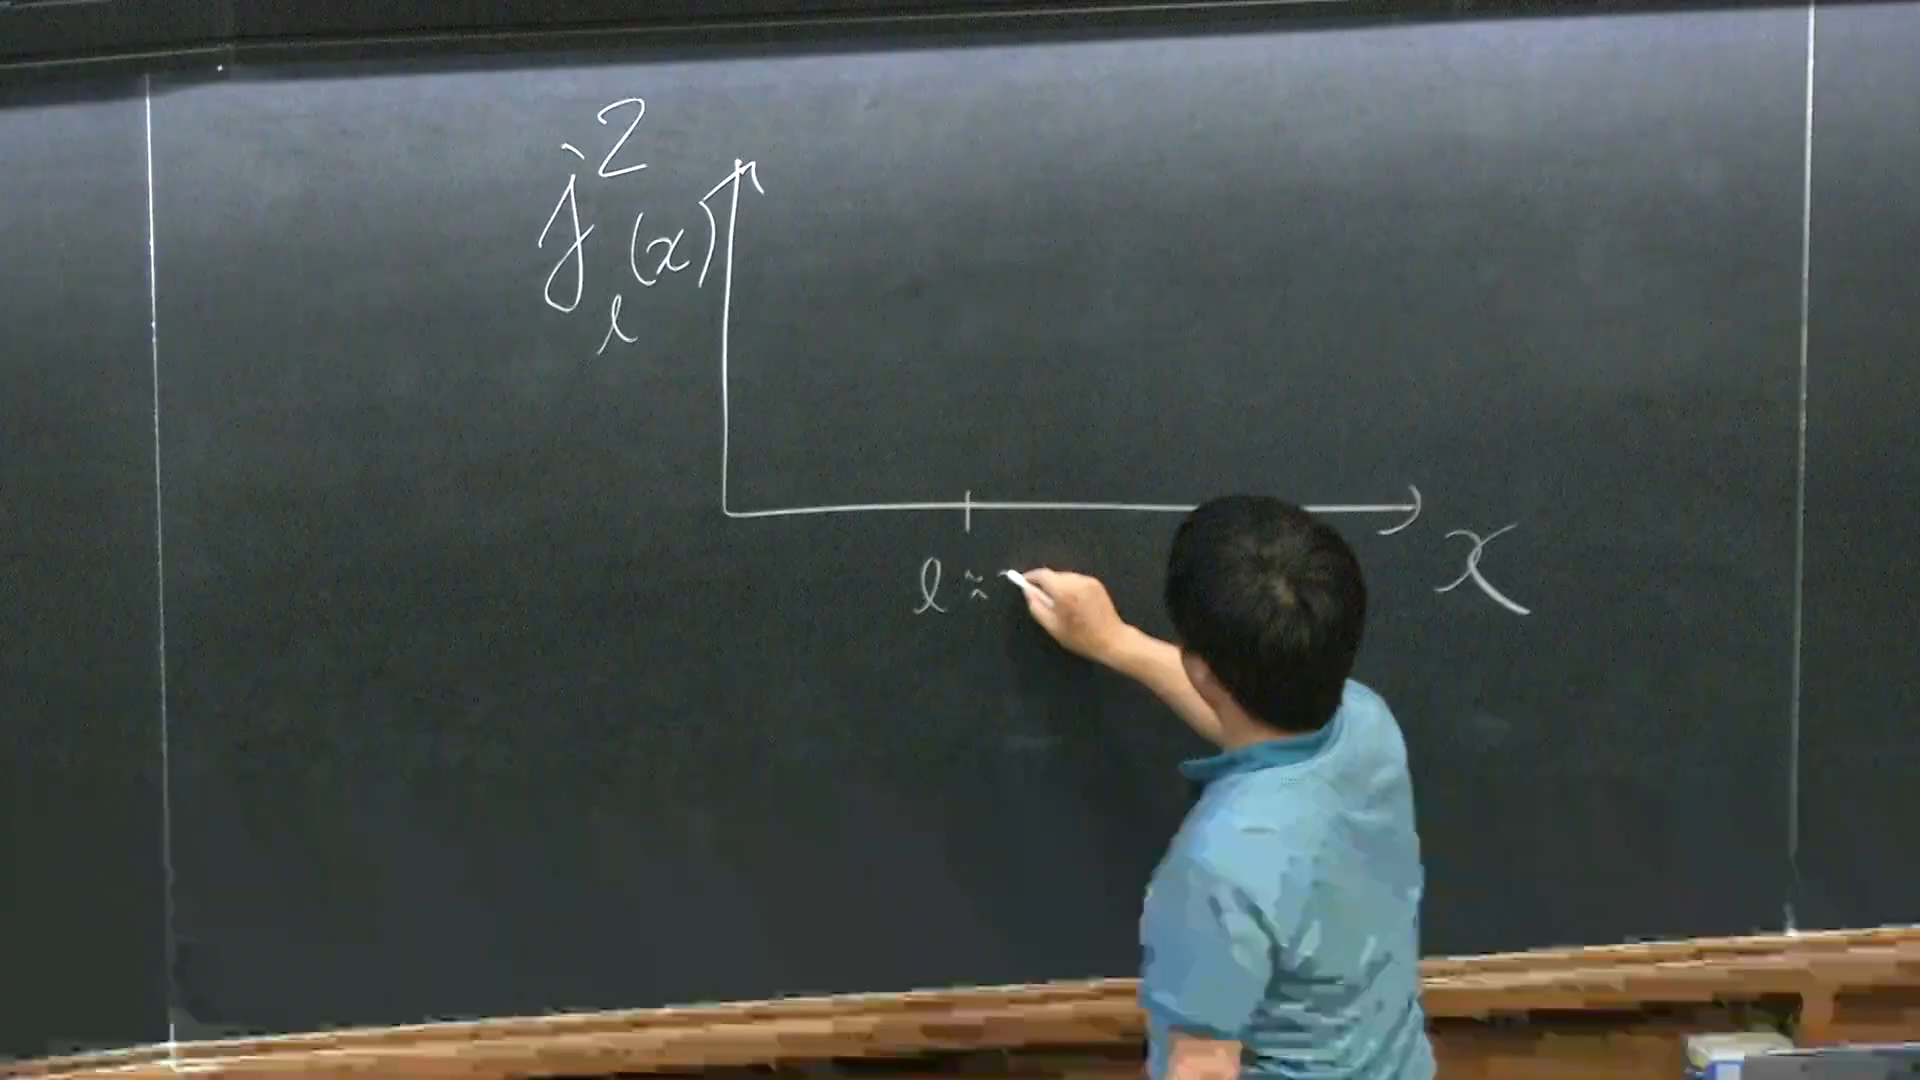 j²ₗ(x)
x
l ≈